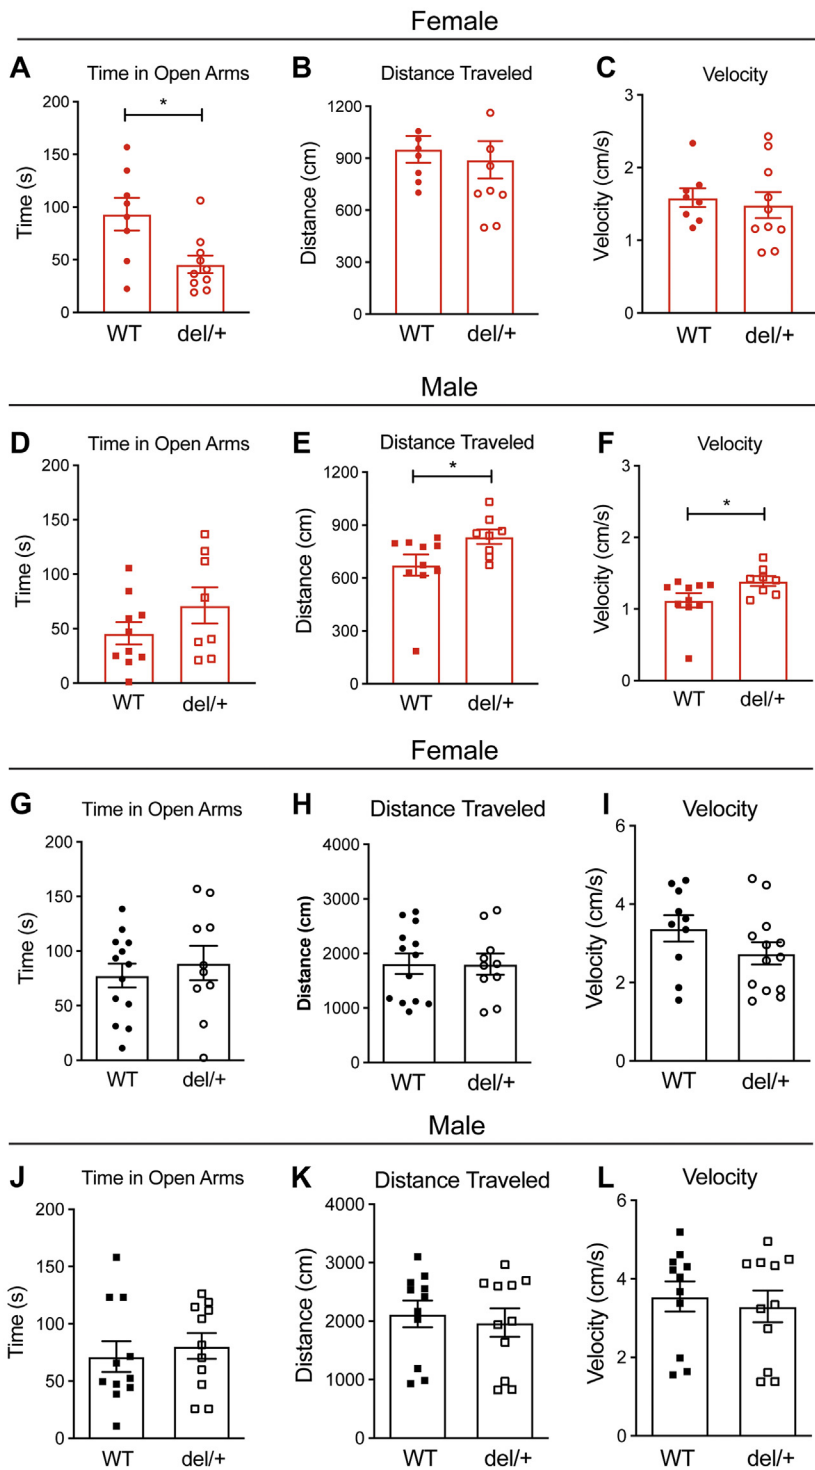 Female
A Time in Open Arms
B Distance Traveled
C Velocity
*
Time (s)
200
150
100
50
0
WT del/+
Distance (cm)
1200
900
600
300
0
WT del/+
Velocity (cm/s)
3
2
1
0
WT del/+
Male
D Time in Open Arms
E Distance Traveled
F Velocity
Time (s)
200
150
100
50
0
WT del/+
*
Distance (cm)
1200
900
600
300
0
WT del/+
*
Velocity (cm/s)
3
2
1
0
WT del/+
Female
G Time in Open Arms
H Distance Traveled
I Velocity
Time (s)
200
150
100
50
0
WT del/+
Distance (cm)
4000
3000
2000
1000
0
WT del/+
Velocity (cm/s)
6
4
2
0
WT del/+
Male
J Time in Open Arms
K Distance Traveled
L Velocity
Time (s)
200
150
100
50
0
WT del/+
Distance (cm)
4000
3000
2000
1000
0
WT del/+
Velocity (cm/s)
6
4
2
0
WT del/+